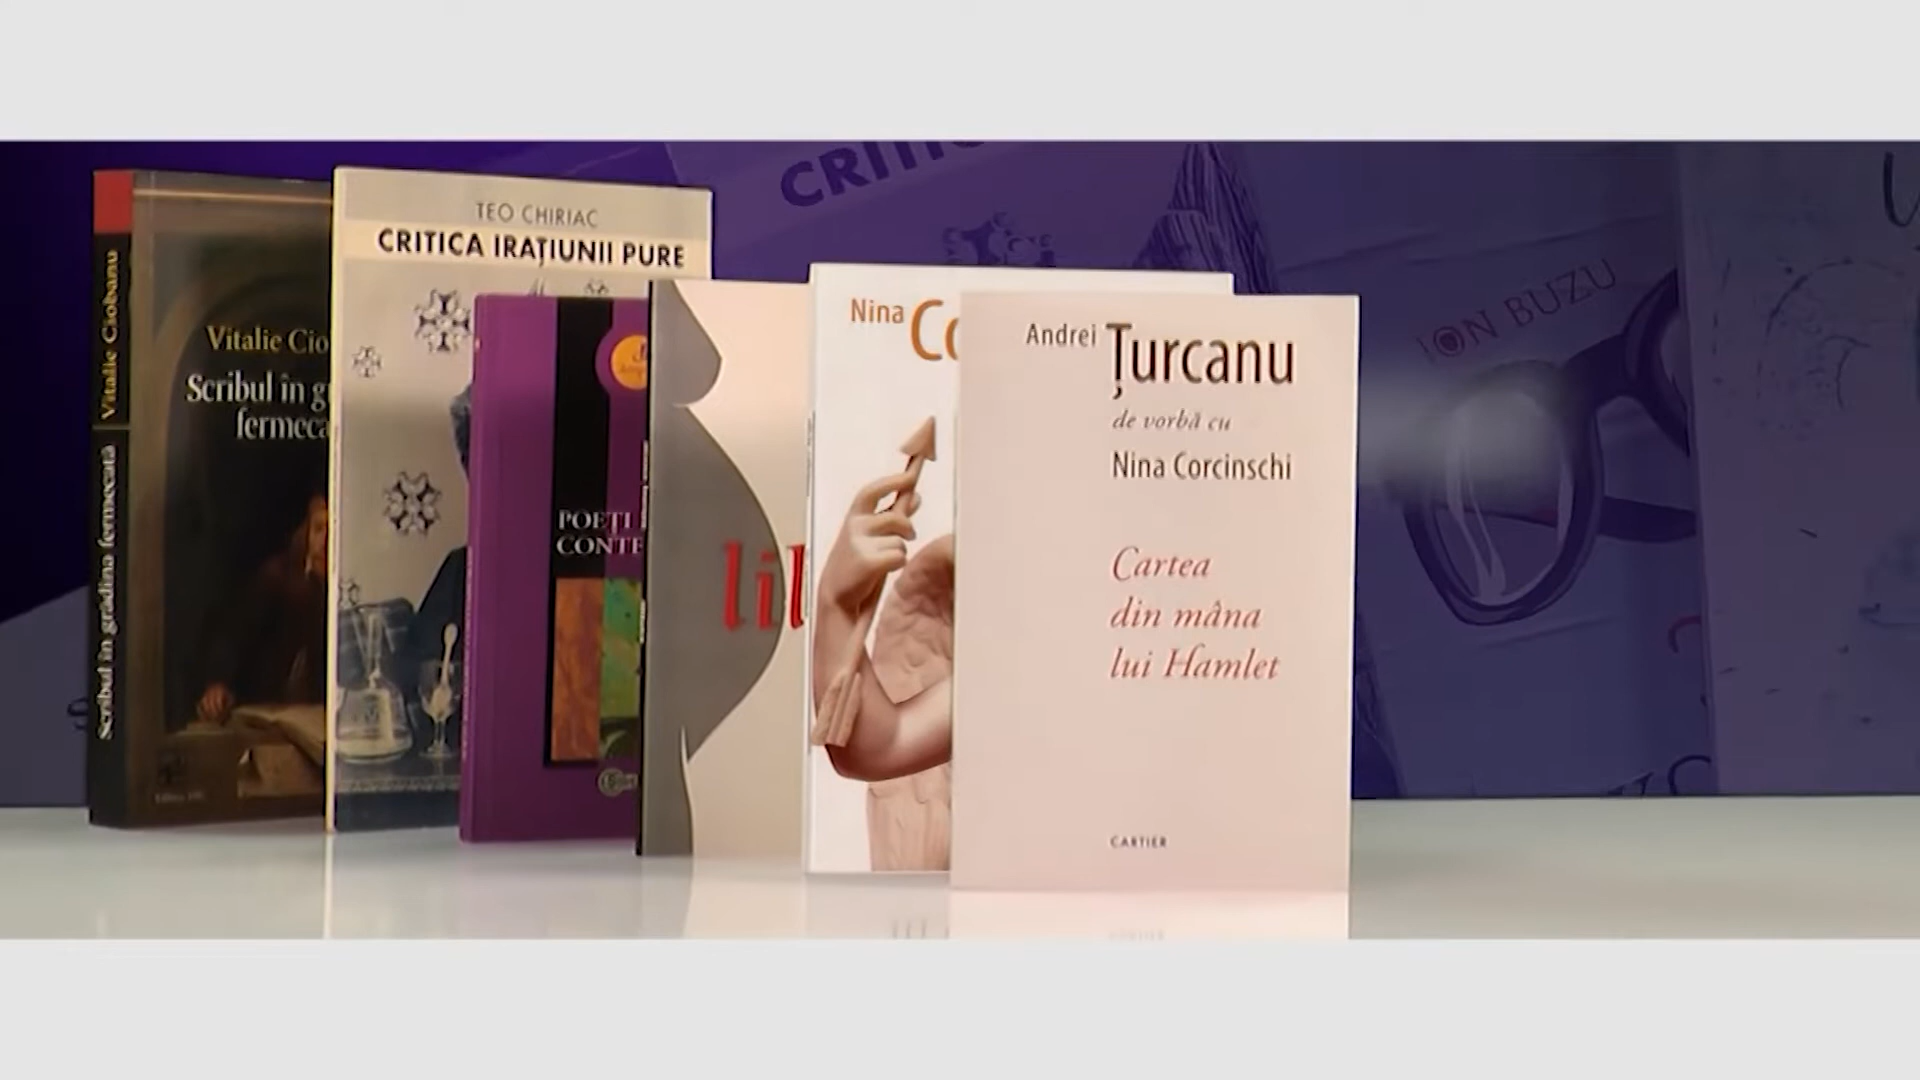 Vitalie Ciobanu
Scribul în grădina fermecată
Vitalie Cio
Scribul în g
fermeca
TEO CHIRIAC
CRITICA IRAȚIUNII PURE
POEȚI
CONTE
lil
Nina Co
Andrei Țurcanu
de vorbă cu
Nina Corcinschi
Cartea
din mâna
lui Hamlet
CARTIER
CRITIC
ION BUZU